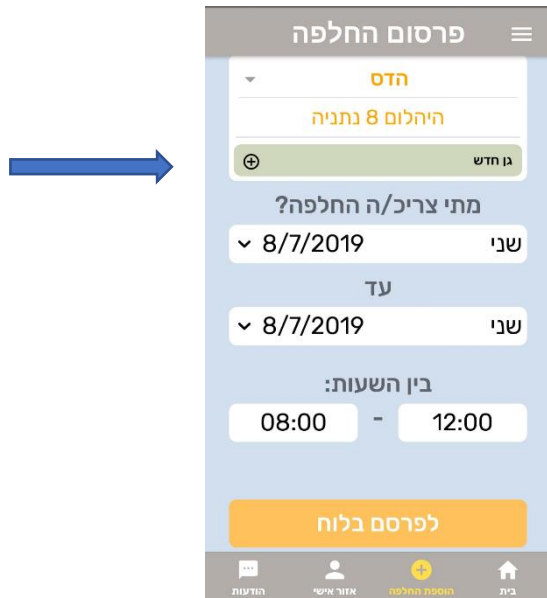 פרסום החלפה
הדס
היהלום 8 נתניה
גן חדש
מתי צריכ/ה החלפה?
שני 8/7/2019
עד
שני 8/7/2019
בין השעות:
08:00 - 12:00
לפרסם בלוח
בית הוספת החלפה אזור אישי הודעות